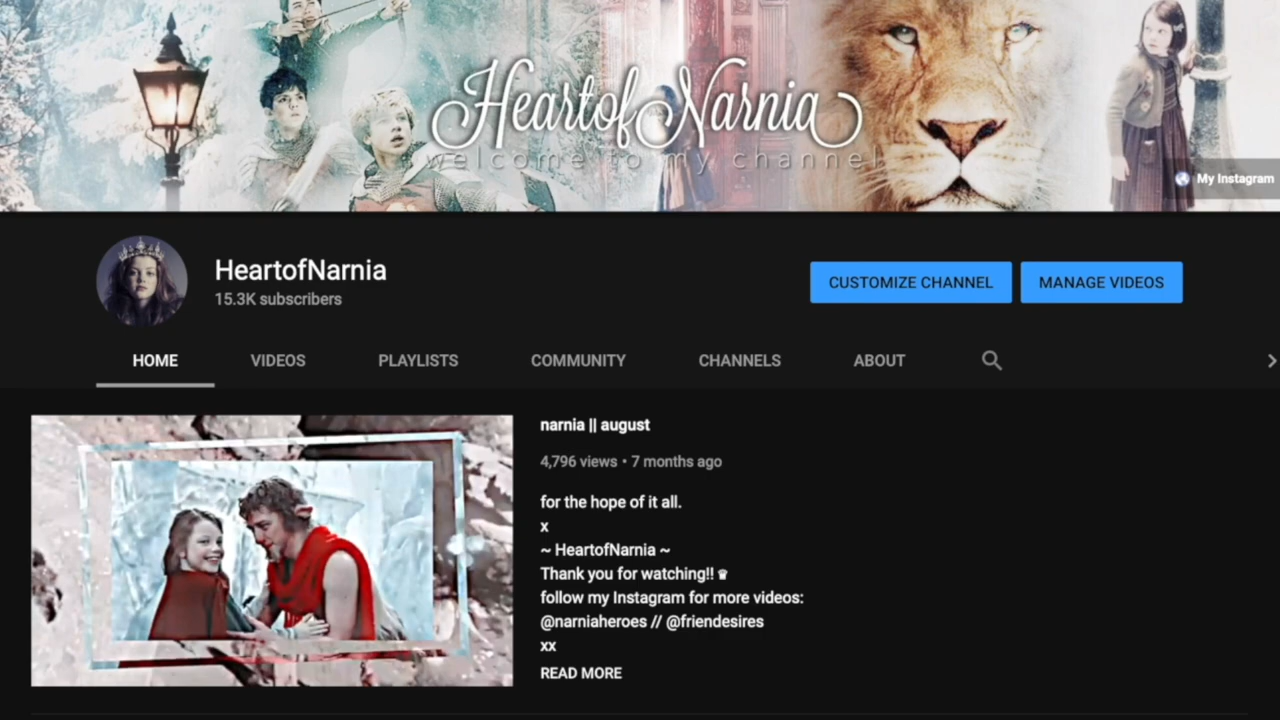 HeartofNarnia
welcome to my channel
My Instagram
HeartofNarnia
15.3K subscribers
CUSTOMIZE CHANNEL
MANAGE VIDEOS
HOME
VIDEOS
PLAYLISTS
COMMUNITY
CHANNELS
ABOUT
narnia || august
4,796 views • 7 months ago
for the hope of it all.
x
~ HeartofNarnia ~
Thank you for watching!! ♛
follow my Instagram for more videos:
@narniaheroes // @friendesires
xx
READ MORE